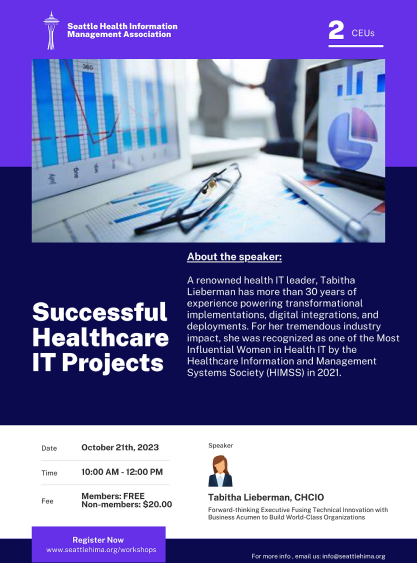 Seattle Health Information
Management Association
2 CEUs
360
April
About the speaker:
A renowned health IT leader, Tabitha
Lieberman has more than 30 years of
experience powering transformational
implementations, digital integrations, and
deployments. For her tremendous industry
impact, she was recognized as one of the Most
Influential Women in Health IT by the
Healthcare Information and Management
Systems Society (HIMSS) in 2021.
Successful
Healthcare
IT Projects
Date October 21th, 2023
Time 10:00 AM - 12:00 PM
Fee Members: FREE
Non-members: $20.00
Speaker
Tabitha Lieberman, CHCIO
Forward-thinking Executive Fusing Technical Innovation with
Business Acumen to Build World-Class Organizations
Register Now
www.seattlehima.org/workshops
For more info , email us: info@seattlehima.org